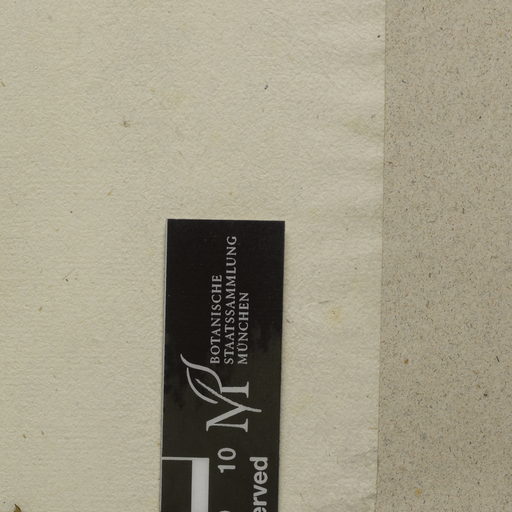 BOTANISCHE
STAATSSAMMLUNG
MÜNCHEN
M
10
erved